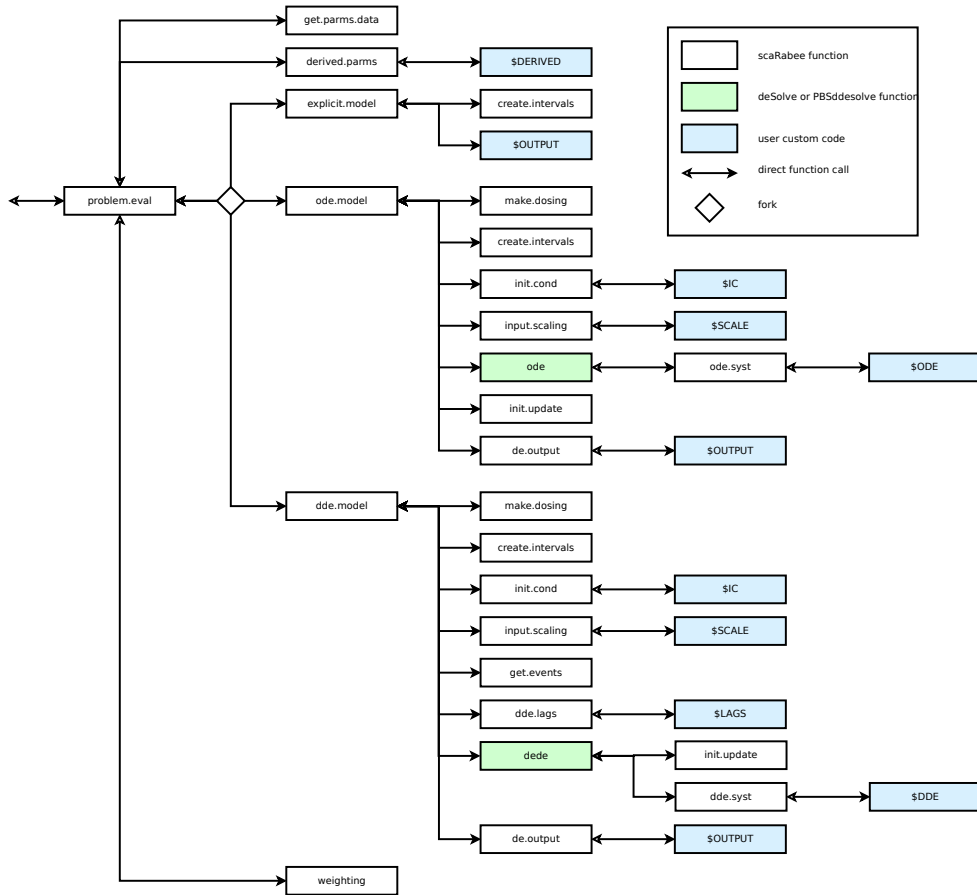 get.parms.data
derived.parms
$DERIVED
explicit.model
create.intervals
$OUTPUT
problem.eval
ode.model
make.dosing
create.intervals
init.cond
$IC
input.scaling
$SCALE
ode
ode.syst
$ODE
init.update
de.output
$OUTPUT
dde.model
make.dosing
create.intervals
init.cond
$IC
input.scaling
$SCALE
get.events
dde.lags
$LAGS
dede
init.update
dde.syst
$DDE
de.output
$OUTPUT
weighting
scaRabee function
deSolve or PBSddesolve function
user custom code
direct function call
fork